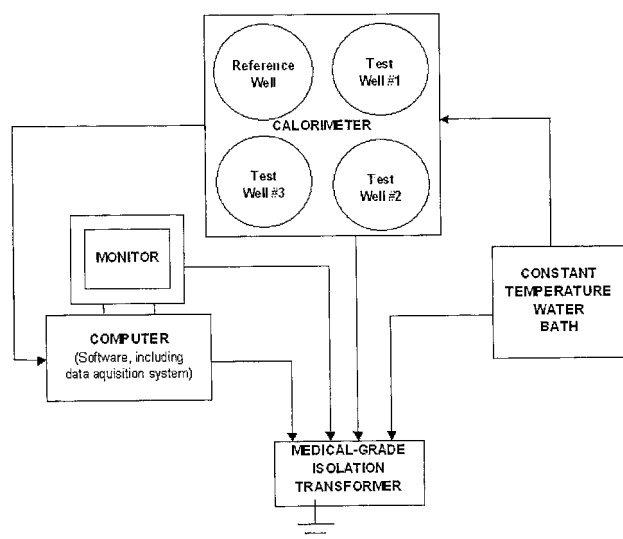 Reference
Well
Test
Well #1
CALORIMETER
Test
Well #3
Test
Well #2
MONITOR
COMPUTER
(Software, including
data aquisition system)
CONSTANT
TEMPERATURE
WATER
BATH
MEDICAL-GRADE
ISOLATION
TRANSFORMER